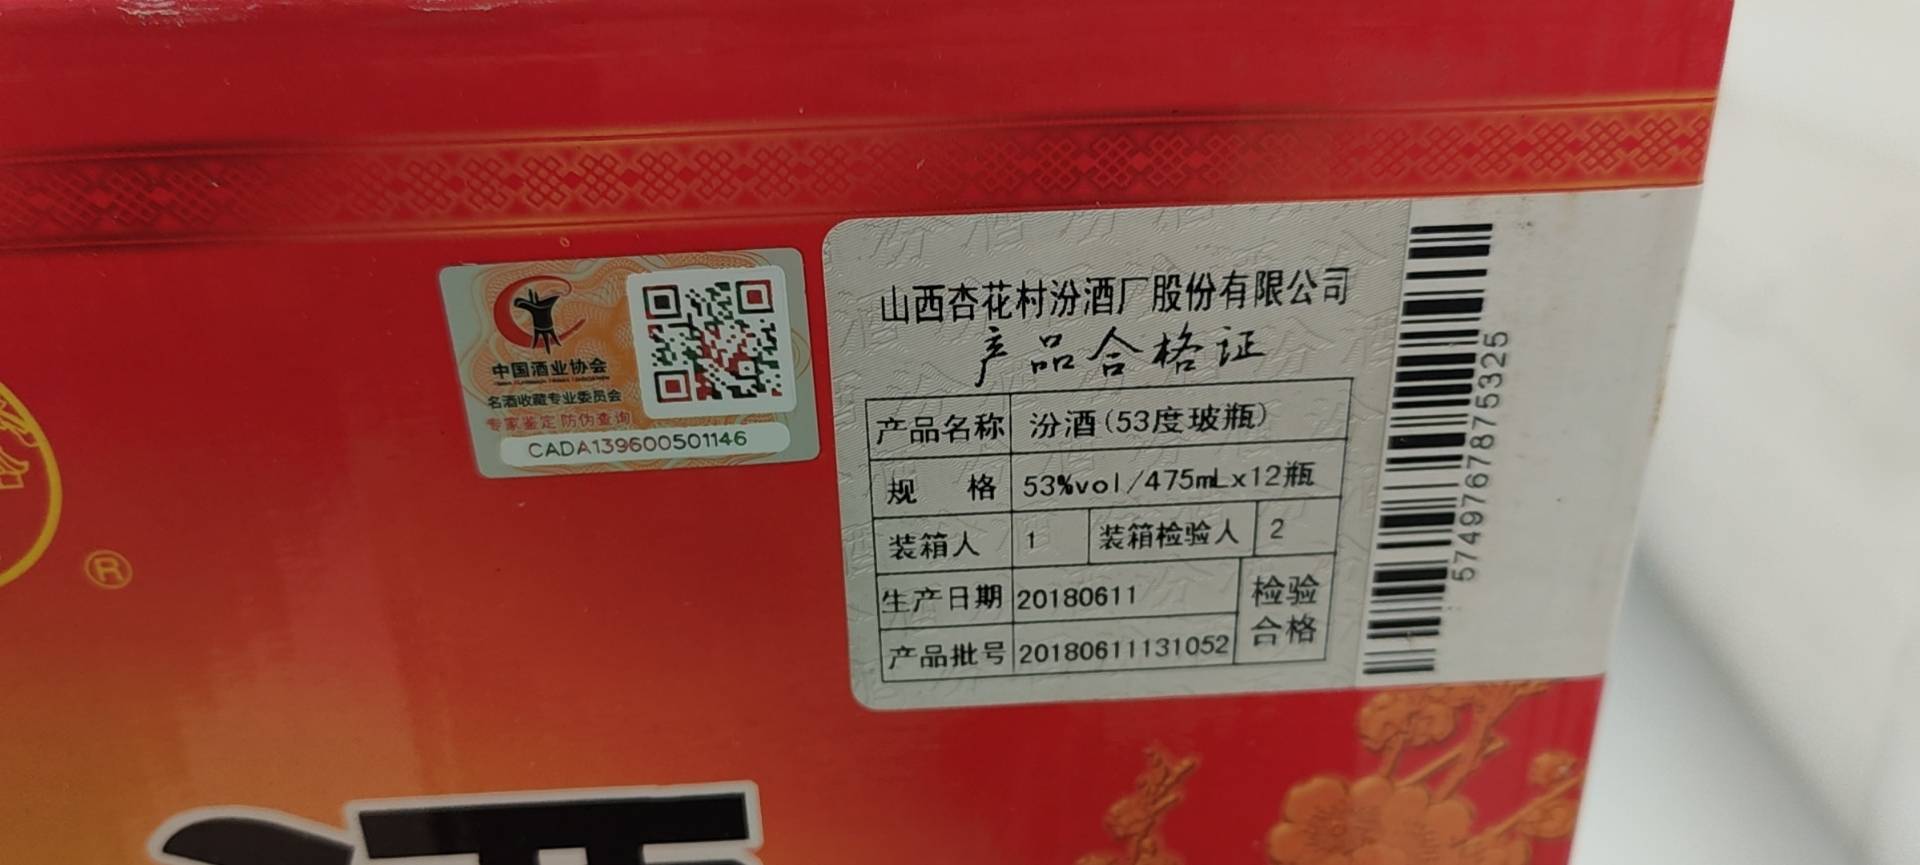 中国酒业协会
名酒收藏专业委员会
专家鉴定 防伪查询
CADA139600501146
山西杏花村汾酒厂股份有限公司
产品合格证
产品名称 汾酒(53度玻瓶)
规 格 53%vol/475mLx12瓶
装箱人 1 装箱检验人 2
生产日期 20180611 检验合格
产品批号 20180611131052
5749767875325
®